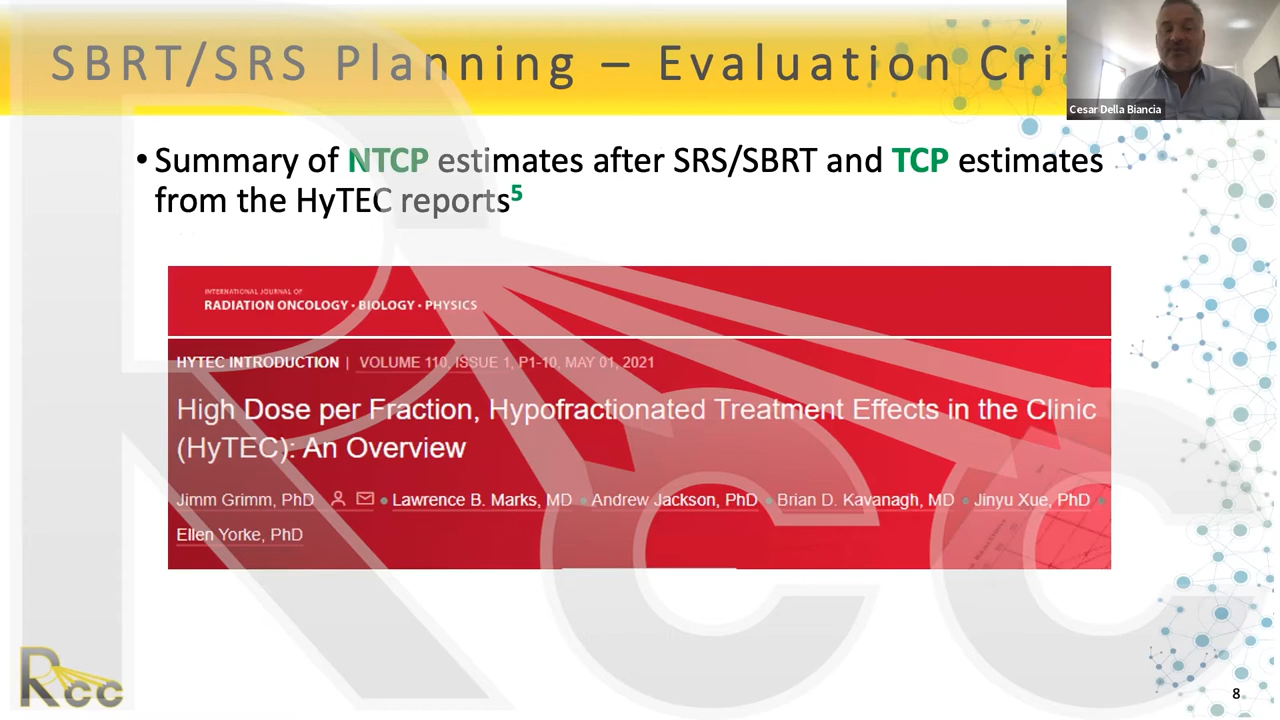 SBRT/SRS Planning – Evaluation Crit
Cesar Della Biancia
• Summary of NTCP estimates after SRS/SBRT and TCP estimates
from the HyTEC reports5
INTERNATIONAL JOURNAL OF
RADIATION ONCOLOGY • BIOLOGY • PHYSICS
HYTEC INTRODUCTION | VOLUME 110, ISSUE 1, P1-10, MAY 01, 2021
High Dose per Fraction, Hypofractionated Treatment Effects in the Clinic
(HyTEC): An Overview
Jimm Grimm, PhD • Lawrence B. Marks, MD • Andrew Jackson, PhD • Brian D. Kavanagh, MD • Jinyu Xue, PhD •
Ellen Yorke, PhD
Rcc
Rcc
8